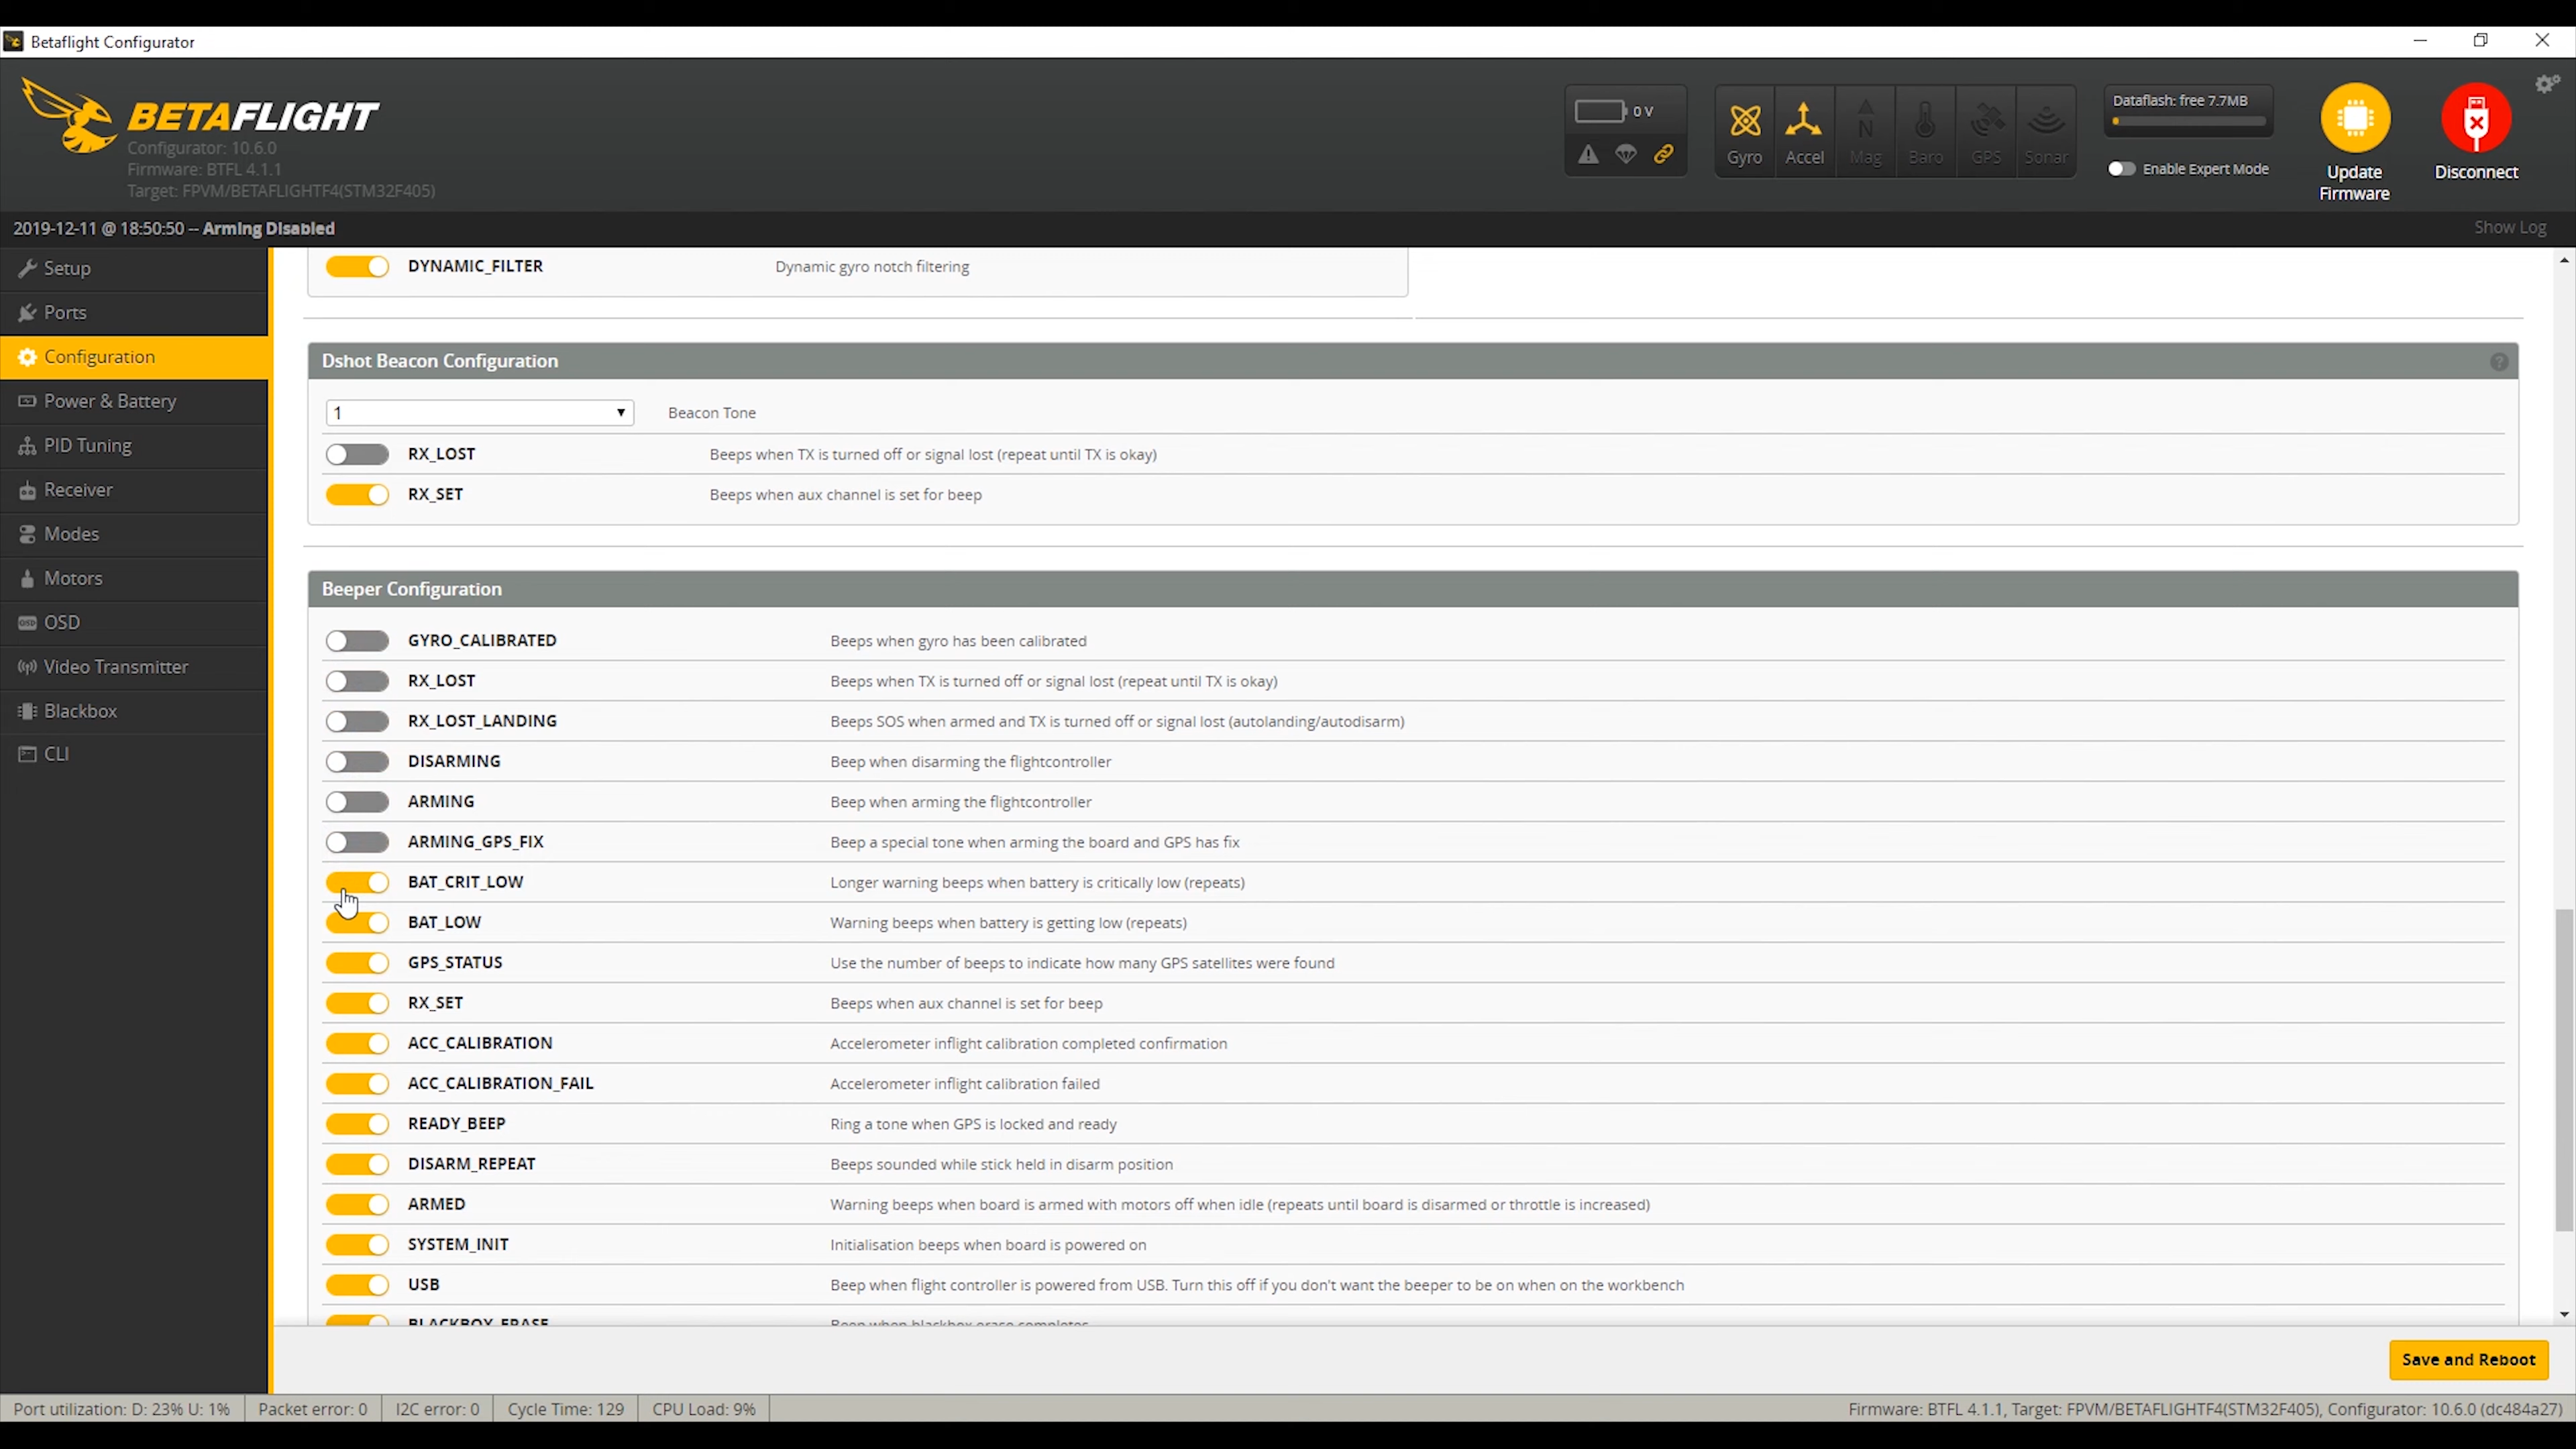 Betaflight Configurator
BETAFLIGHT
Configurator: 10.6.0
Firmware: BTFL 4.1.1
Target: FPVM/BETAFLIGHTF4(STM32F405)
0 V
Gyro Accel Mag Baro GPS Sonar
Dataflash: free 7.7MB
Enable Expert Mode
Update Firmware
Disconnect
2019-12-11 @ 18:50:50 -- Arming Disabled
Show Log
Setup
Ports
Configuration
Power & Battery
PID Tuning
Receiver
Modes
Motors
OSD
Video Transmitter
Blackbox
CLI
DYNAMIC_FILTER Dynamic gyro notch filtering
Dshot Beacon Configuration
1 Beacon Tone
RX_LOST Beeps when TX is turned off or signal lost (repeat until TX is okay)
RX_SET Beeps when aux channel is set for beep
Beeper Configuration
GYRO_CALIBRATED Beeps when gyro has been calibrated
RX_LOST Beeps when TX is turned off or signal lost (repeat until TX is okay)
RX_LOST_LANDING Beeps SOS when armed and TX is turned off or signal lost (autolanding/autodisarm)
DISARMING Beep when disarming the flightcontroller
ARMING Beep when arming the flightcontroller
ARMING_GPS_FIX Beep a special tone when arming the board and GPS has fix
BAT_CRIT_LOW Longer warning beeps when battery is critically low (repeats)
BAT_LOW Warning beeps when battery is getting low (repeats)
GPS_STATUS Use the number of beeps to indicate how many GPS satellites were found
RX_SET Beeps when aux channel is set for beep
ACC_CALIBRATION Accelerometer inflight calibration completed confirmation
ACC_CALIBRATION_FAIL Accelerometer inflight calibration failed
READY_BEEP Ring a tone when GPS is locked and ready
DISARM_REPEAT Beeps sounded while stick held in disarm position
ARMED Warning beeps when board is armed with motors off when idle (repeats until board is disarmed or throttle is increased)
SYSTEM_INIT Initialisation beeps when board is powered on
USB Beep when flight controller is powered from USB. Turn this off if you don't want the beeper to be on when on the workbench
BLACKBOX_ERASE Beep when blackbox erase completes
Save and Reboot
Port utilization: D: 23% U: 1% Packet error: 0 I2C error: 0 Cycle Time: 129 CPU Load: 9% Firmware: BTFL 4.1.1, Target: FPVM/BETAFLIGHTF4(STM32F405), Configurator: 10.6.0 (dc484a27)